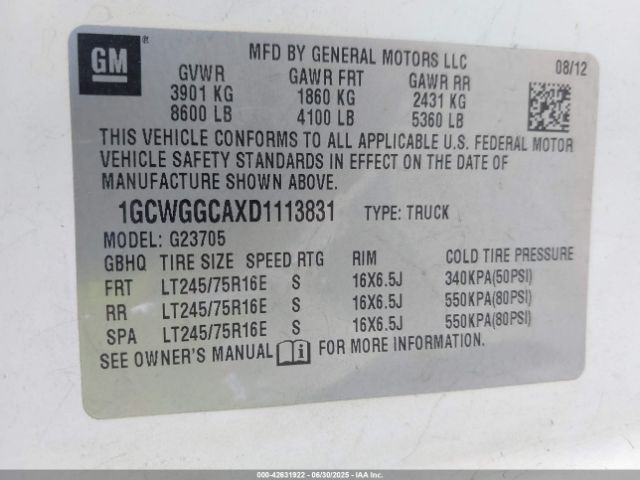 GM ® MFD BY GENERAL MOTORS LLC 08/12
GVWR GAWR FRT GAWR RR
3901 KG 1860 KG 2431 KG
8600 LB 4100 LB 5360 LB
THIS VEHICLE CONFORMS TO ALL APPLICABLE U.S. FEDERAL MOTOR
VEHICLE SAFETY STANDARDS IN EFFECT ON THE DATE OF
MANUFACTURE SHOWN ABOVE.
1GCWGGCAXD1113831 TYPE: TRUCK
MODEL: G23705
GBHQ TIRE SIZE SPEED RTG RIM COLD TIRE PRESSURE
FRT LT245/75R16E S 16X6.5J 340KPA(50PSI)
RR LT245/75R16E S 16X6.5J 550KPA(80PSI)
SPA LT245/75R16E S 16X6.5J 550KPA(80PSI)
SEE OWNER'S MANUAL i FOR MORE INFORMATION.
000-42631922 - 06/30/2025 - IAAI.CA